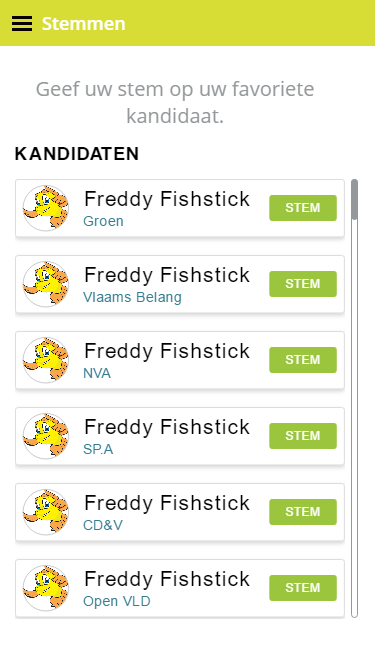 Stemmen
Geef uw stem op uw favoriete
kandidaat.
KANDIDATEN
Freddy Fishstick
Groen
STEM
Freddy Fishstick
Vlaams Belang
STEM
Freddy Fishstick
NVA
STEM
Freddy Fishstick
SP.A
STEM
Freddy Fishstick
CD&V
STEM
Freddy Fishstick
Open VLD
STEM